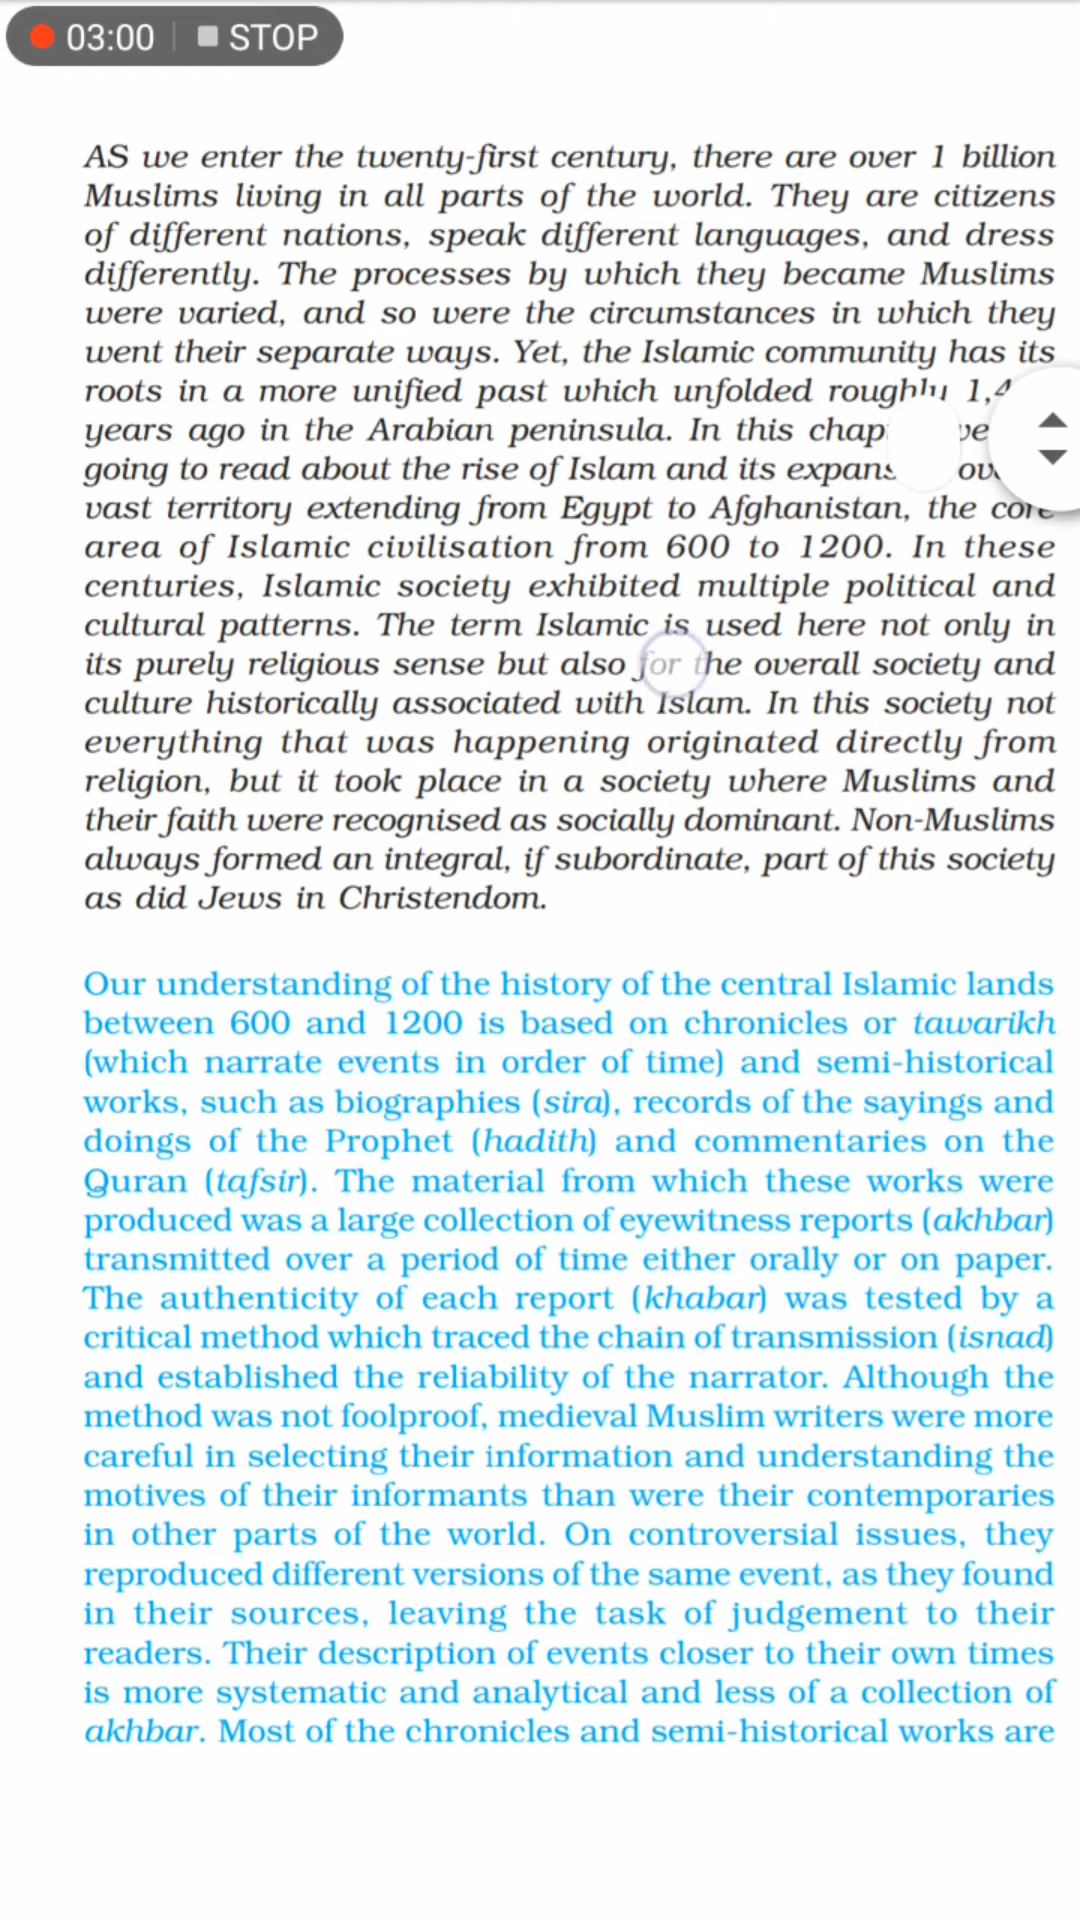 03:00 STOP
AS we enter the twenty-first century, there are over 1 billion
Muslims living in all parts of the world. They are citizens
of different nations, speak different languages, and dress
differently. The processes by which they became Muslims
were varied, and so were the circumstances in which they
went their separate ways. Yet, the Islamic community has its
roots in a more unified past which unfolded roughly
years ago in the Arabian peninsula. In this
going to read about the rise of Islam and its
vast territory extending from Egypt to Afghanistan, the core
area of Islamic civilisation from 600 to 1200. In these
centuries, Islamic society exhibited multiple political and
cultural patterns. The term Islamic is used here not only in
its purely religious sense but also for the overall society and
culture historically associated with Islam. In this society not
everything that was happening originated directly from
religion, but it took place in a society where Muslims and
their faith were recognised as socially dominant. Non-Muslims
always formed an integral, if subordinate, part of this society
as did Jews in Christendom.
Our understanding of the history of the central Islamic lands
between 600 and 1200 is based on chronicles or tawarikh
(which narrate events in order of time) and semi-historical
works, such as biographies (sira), records of the sayings and
doings of the Prophet (hadith) and commentaries on the
Quran (tafsir). The material from which these works were
produced was a large collection of eyewitness reports (akhbar)
transmitted over a period of time either orally or on paper.
The authenticity of each report (khabar) was tested by a
critical method which traced the chain of transmission (isnad)
and established the reliability of the narrator. Although the
method was not foolproof, medieval Muslim writers were more
careful in selecting their information and understanding the
motives of their informants than were their contemporaries
in other parts of the world. On controversial issues, they
reproduced different versions of the same event, as they found
in their sources, leaving the task of judgement to their
readers. Their description of events closer to their own times
is more systematic and analytical and less of a collection of
akhbar. Most of the chronicles and semi-historical works are